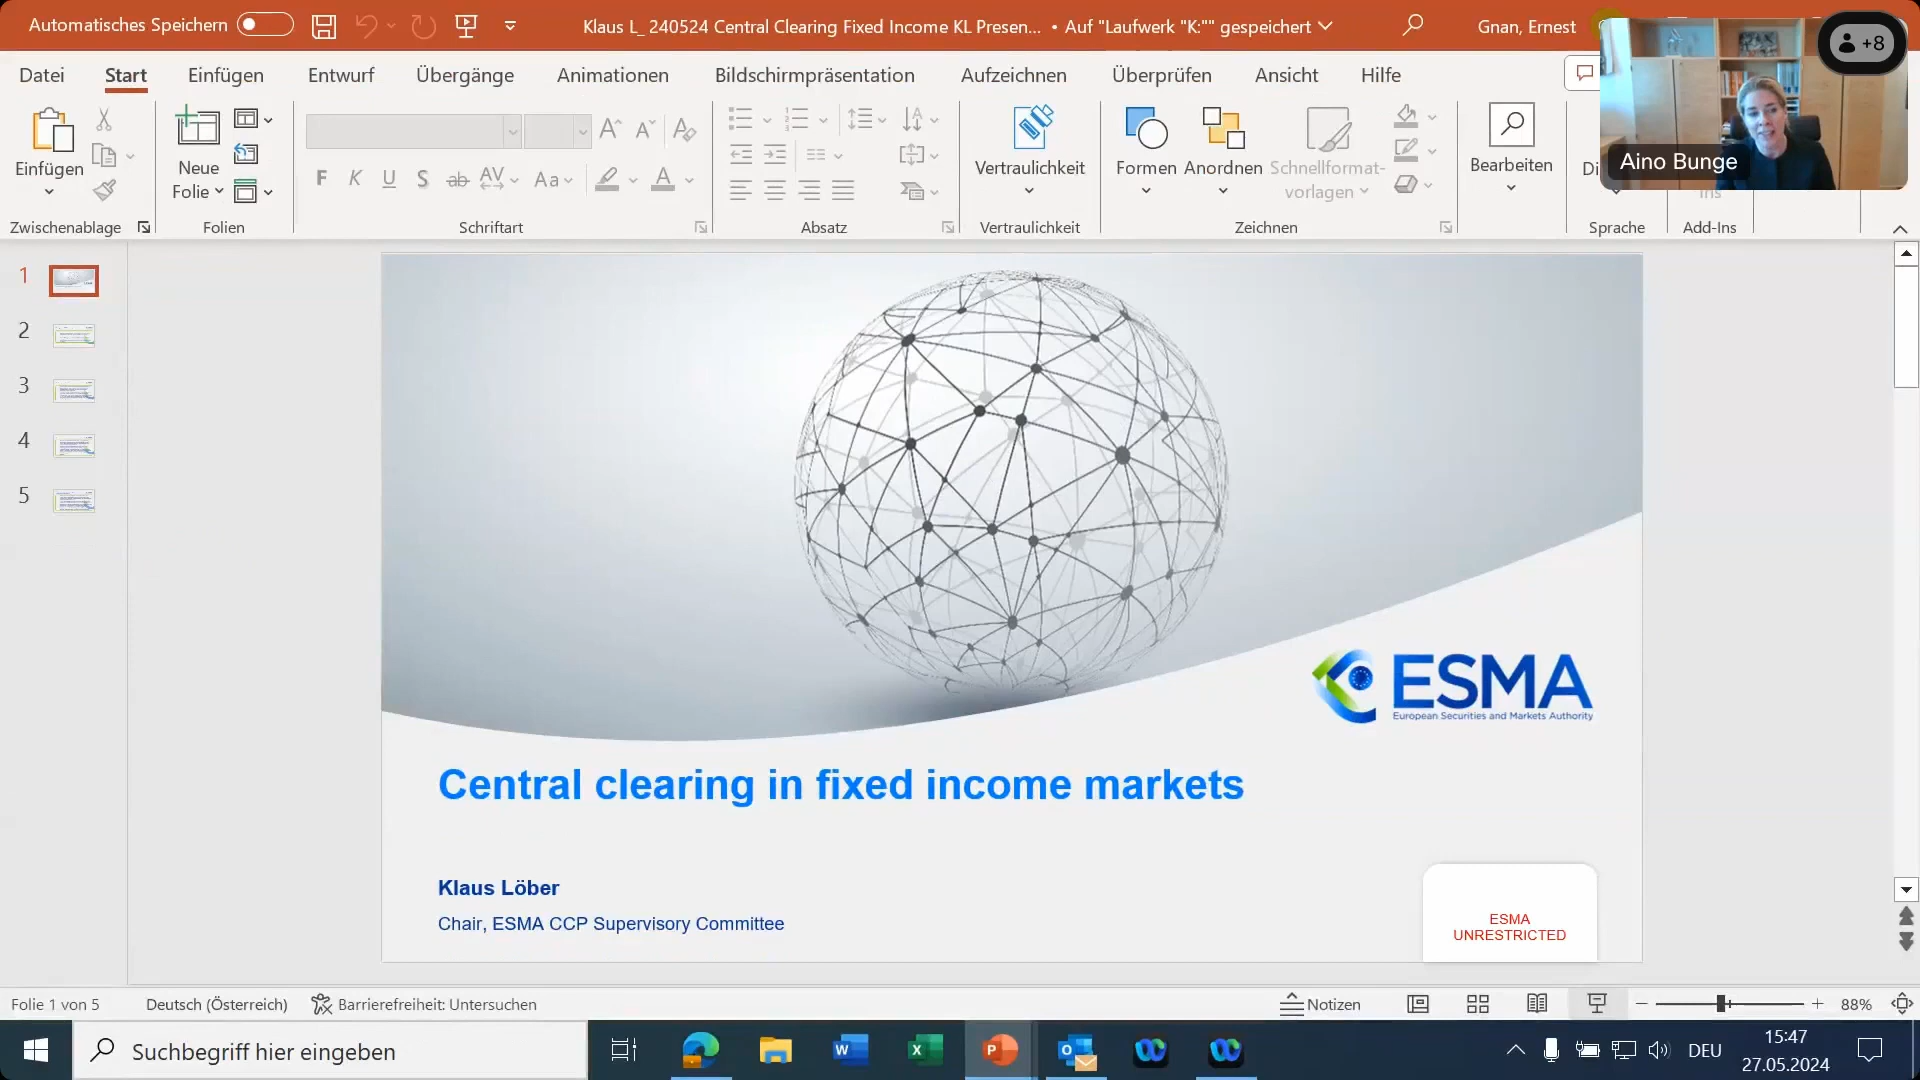 Automatisches Speichern
Klaus L_ 240524 Central Clearing Fixed Income KL Presen... • Auf "Laufwerk "K:"" gespeichert
Gnan, Ernest
+8
Datei Start Einfügen Entwurf Übergänge Animationen Bildschirmpräsentation Aufzeichnen Überprüfen Ansicht Hilfe
Aino Bunge
Einfügen
Neue
Folie
F K U S ab AV Aa A
Vertraulichkeit
Formen
Anordnen
Schnellformat-
vorlagen
Bearbeiten
Zwischenablage
Folien
Schriftart
Absatz
Vertraulichkeit
Zeichnen
Sprache
Add-Ins
1
2
3
4
5
ESMA
European Securities and Markets Authority
Central clearing in fixed income markets
Klaus Löber
Chair, ESMA CCP Supervisory Committee
ESMA
UNRESTRICTED
Folie 1 von 5
Deutsch (Österreich)
Barrierefreiheit: Untersuchen
Notizen
88%
Suchbegriff hier eingeben
DEU
15:47
27.05.2024